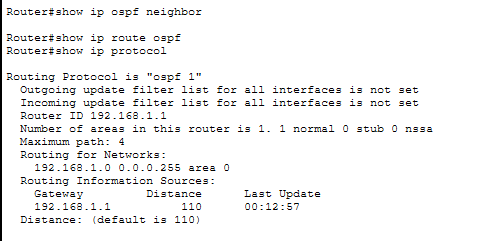 Router#show ip ospf neighbor
Router#show ip route ospf
Router#show ip protocol
Routing Protocol is "ospf 1"
Outgoing update filter list for all interfaces is not set
Incoming update filter list for all interfaces is not set
Router ID 192.168.1.1
Number of areas in this router is 1. 1 normal 0 stub 0 nssa
Maximum path: 4
Routing for Networks:
192.168.1.0 0.0.0.255 area 0
Routing Information Sources:
Gateway Distance Last Update
192.168.1.1 110 00:12:57
Distance: (default is 110)